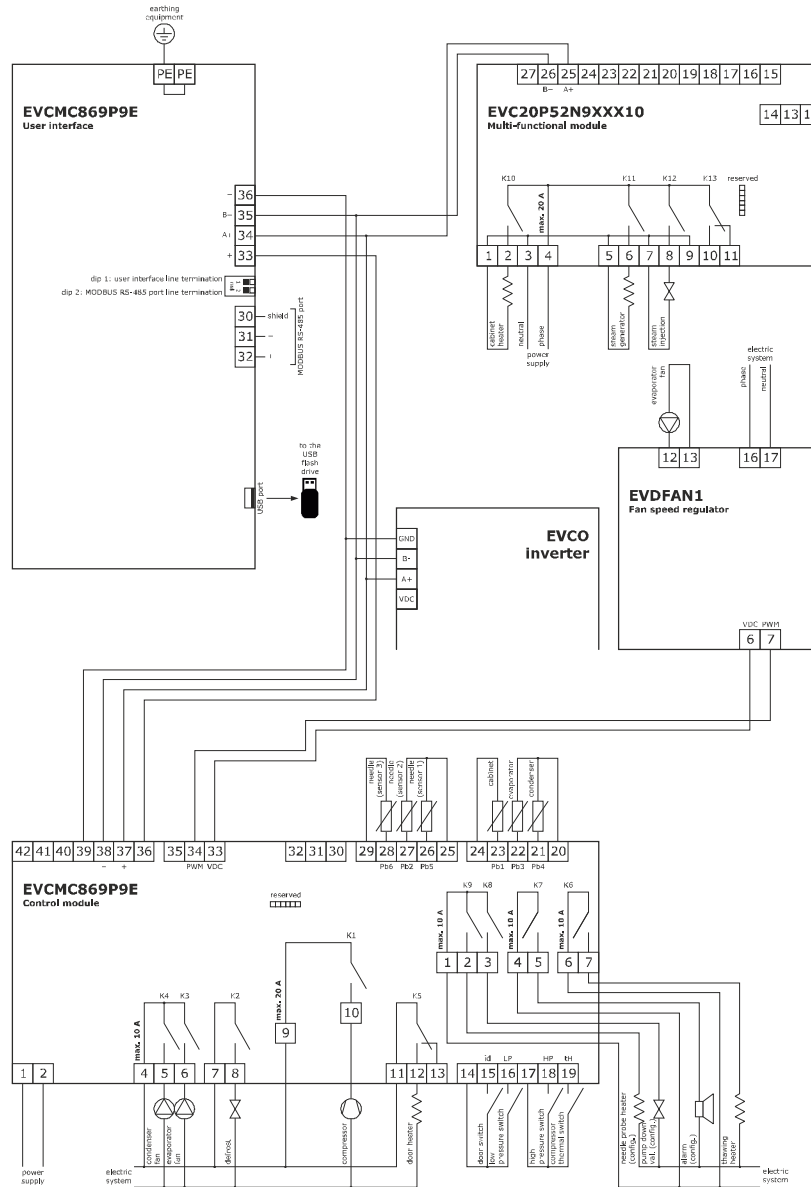 earthing
equipment
PE PE
EVCMC869P9E
User interface
36
35
34
33
−
B−
A+
+
dip 1: user interface line termination
dip 2: MODBUS RS-485 port line termination
30
31
32
shield
−
MODBUS RS-485 port
USB port
to the
USB
flash
drive
27 26 25 24 23 22 21 20 19 18 17 16 15
B− A+
EVC20P52N9XXX10
Multi-functional module
14 13 1
K10
max. 20 A
K11
K12
K13
reserved
1 2 3 4
5 6 7 8 9 10 11
cabinet
heater
neutral
phase
power
supply
steam
generator
steam
injection
evaporator
fan
electric
system
phase
neutral
12 13
16 17
EVDFAN1
Fan speed regulator
VDC PWM
6 7
EVCO
inverter
GND
B-
A+
VDC
needle
(sensor 3)
needle
(sensor 2)
needle
(sensor 1)
cabinet
evaporator
condenser
42 41 40 39 38 37 36
− +
35 34 33
PWM VDC
32 31 30
29 28 27 26 25
Pb6 Pb2 Pb5
24 23 22 21 20
Pb1 Pb3 Pb4
EVCMC869P9E
Control module
reserved
max. 10 A
K9 K8
max. 10 A
K7
max. 10 A
K6
1 2 3
4 5
6 7
max. 10 A
K4 K3
K2
max. 20 A
K1
9
10
K5
1 2
4 5 6
7 8
11 12 13
id LP HP tH
14 15 16 17 18 19
power
supply
electric
system
condenser
fan
evaporator
fan
defrost
compressor
door heater
door switch
low
pressure switch
high
pressure switch
compressor
thermal switch
needle probe heater
(config.)
pump down
val. (config.)
alarm
(config.)
thawing
heater
electric
system